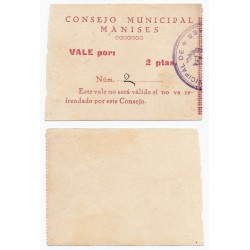 CONSEJO MUNICIPAL
MANISES
VALE por:
2 ptas.
Núm. 2
Este vale no será válido si no va re-
frendado por este Consejo.